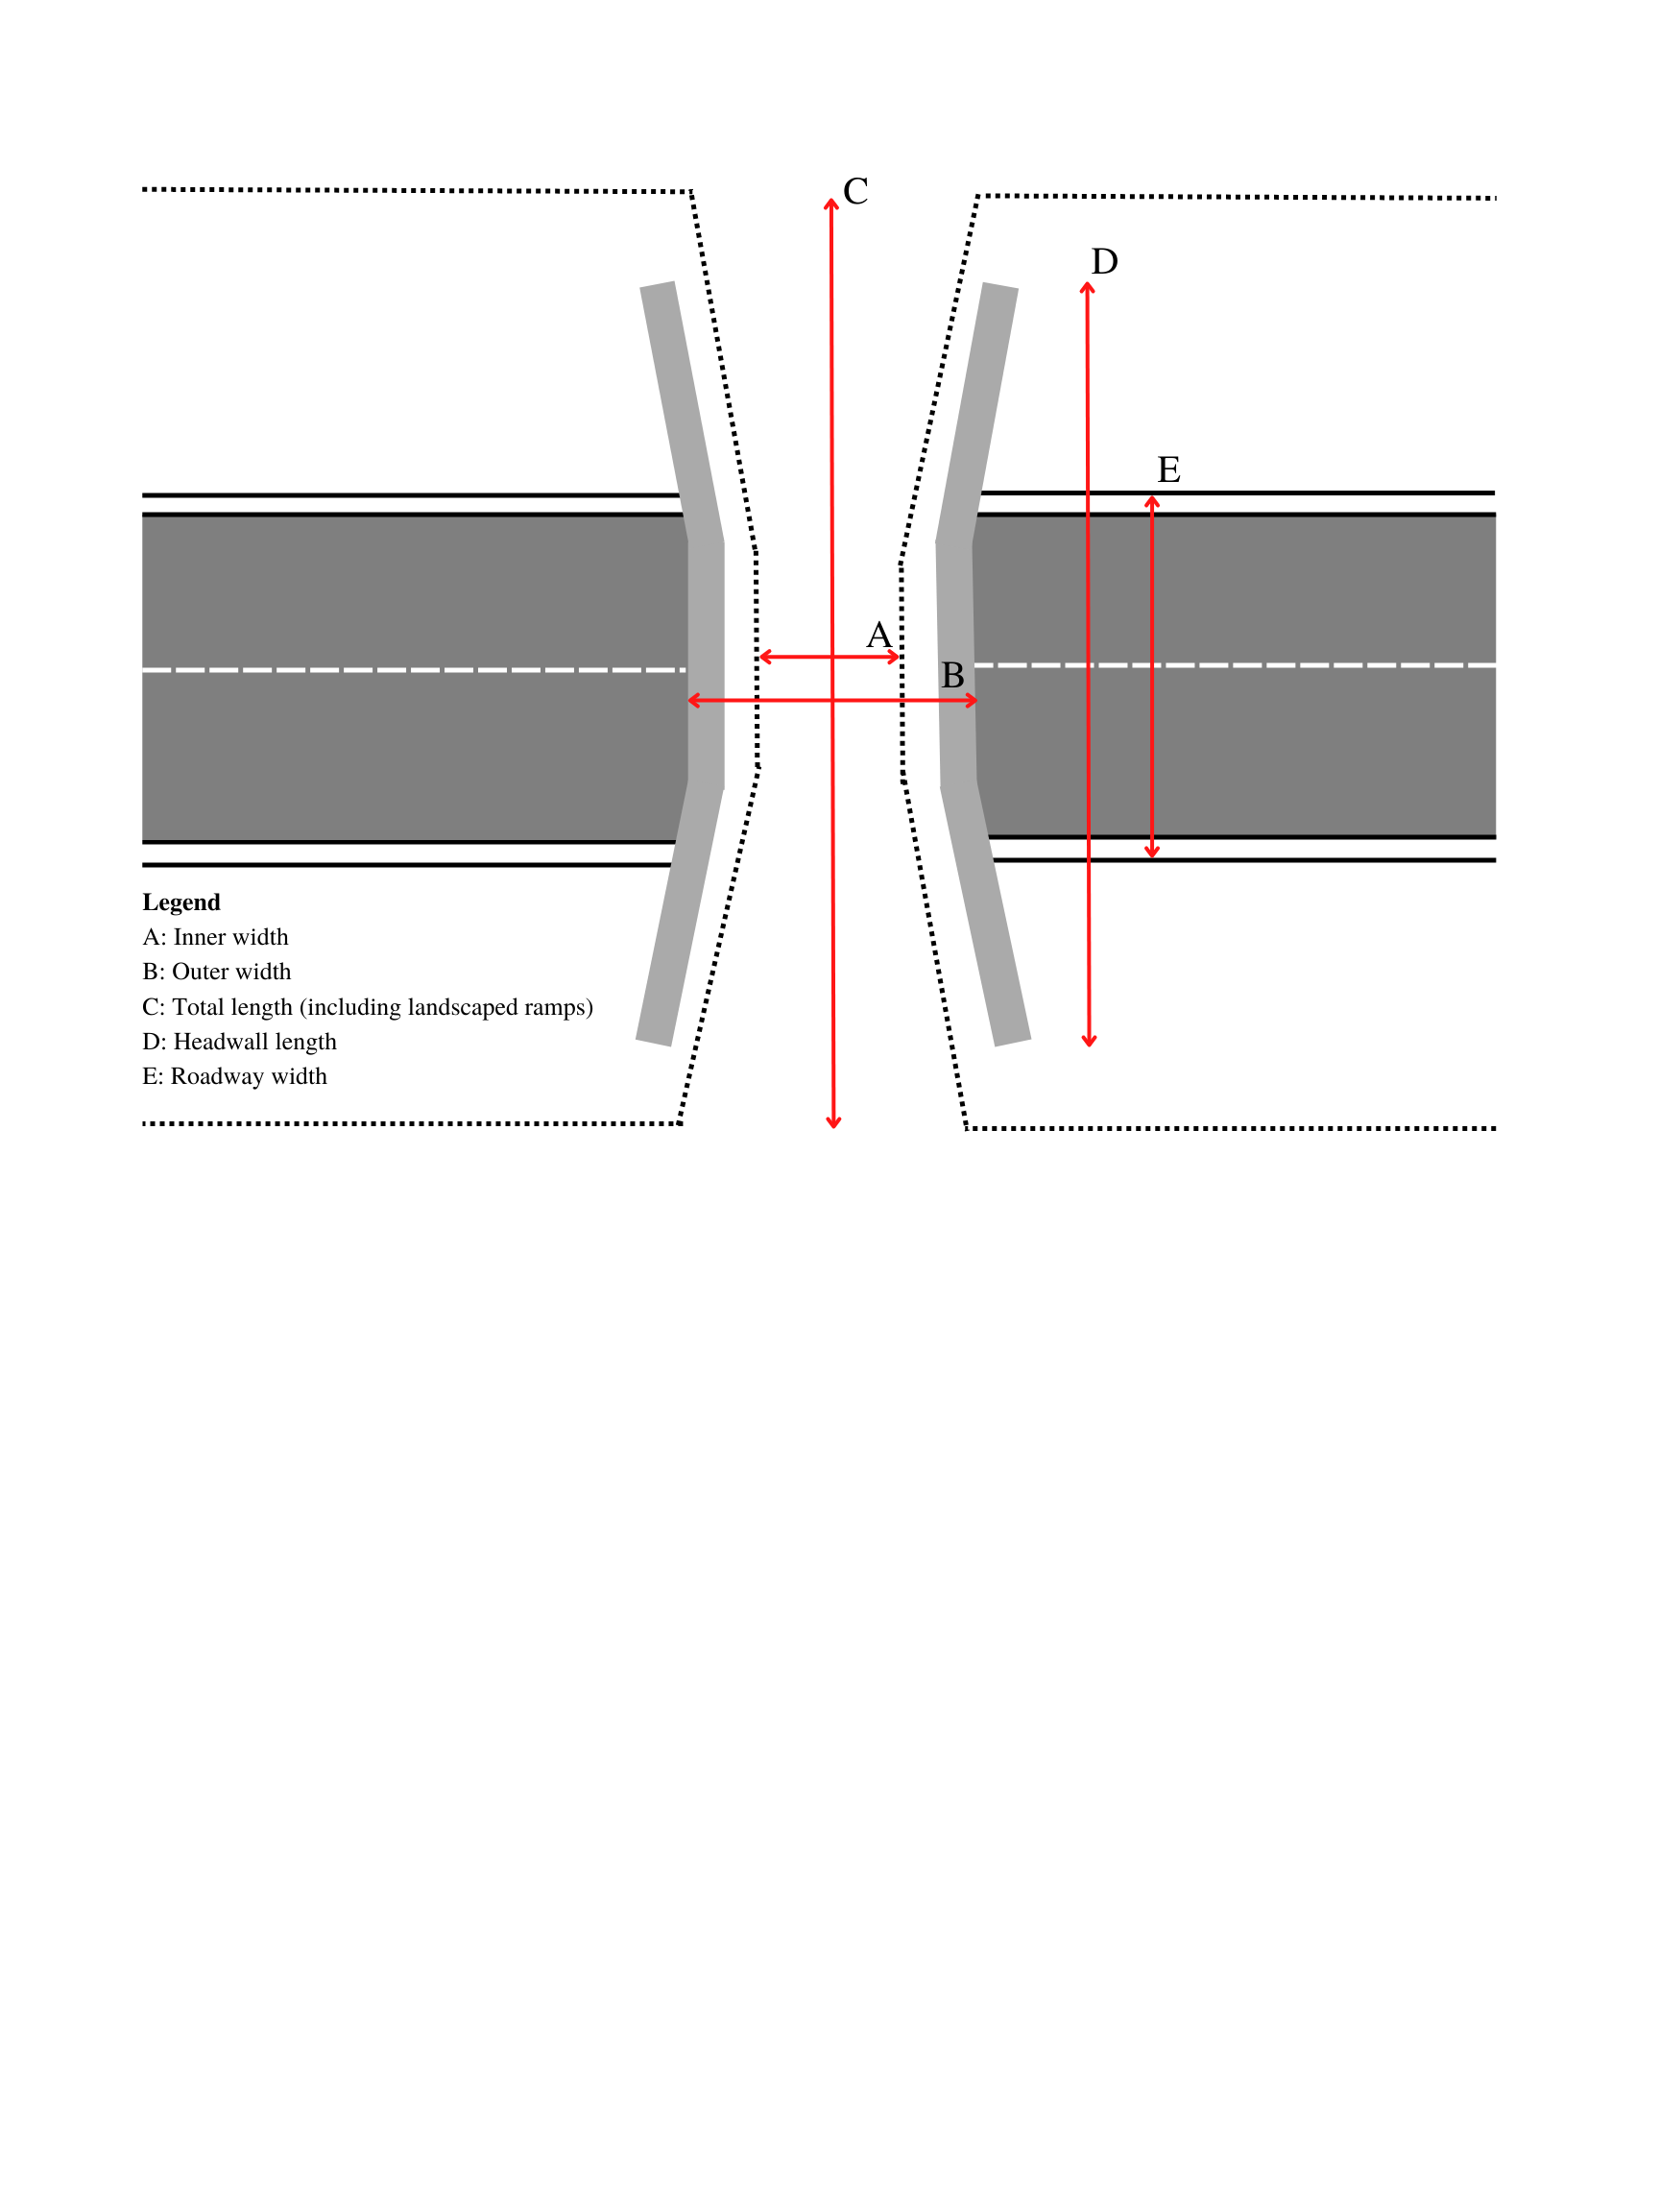 C
D
E
A
B
Legend
A: Inner width
B: Outer width
C: Total length (including landscaped ramps)
D: Headwall length
E: Roadway width